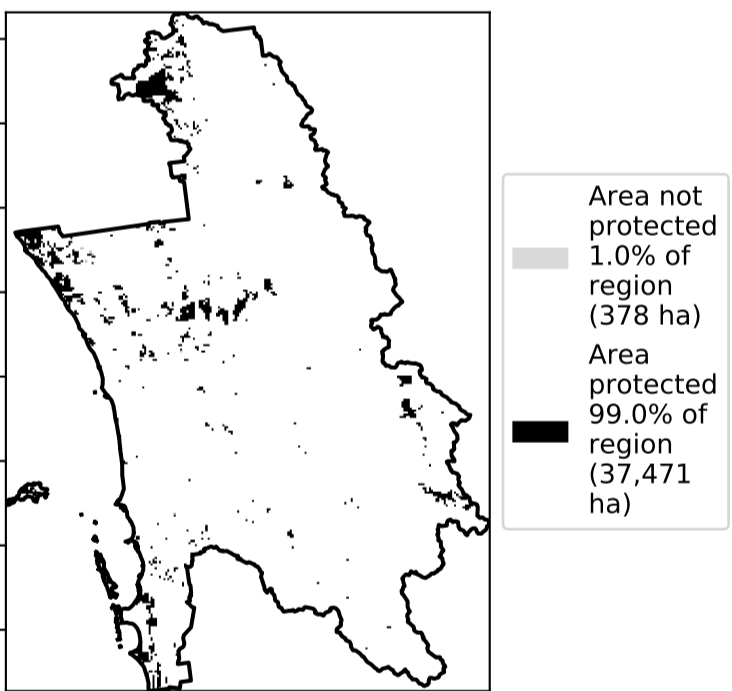 Area not
protected
1.0% of
region
(378 ha)
Area
protected
99.0% of
region
(37,471
ha)